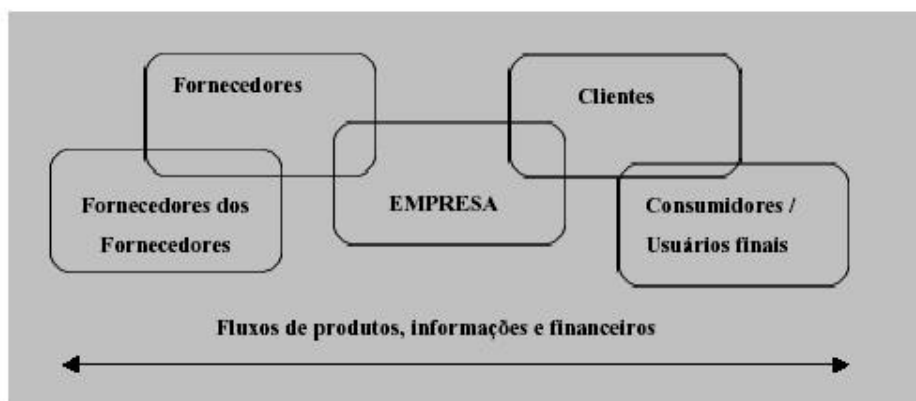 Fornecedores
Clientes
Fornecedores dos
Fornecedores
EMPRESA
Consumidores /
Usuários finais
Fluxos de produtos, informações e financeiros